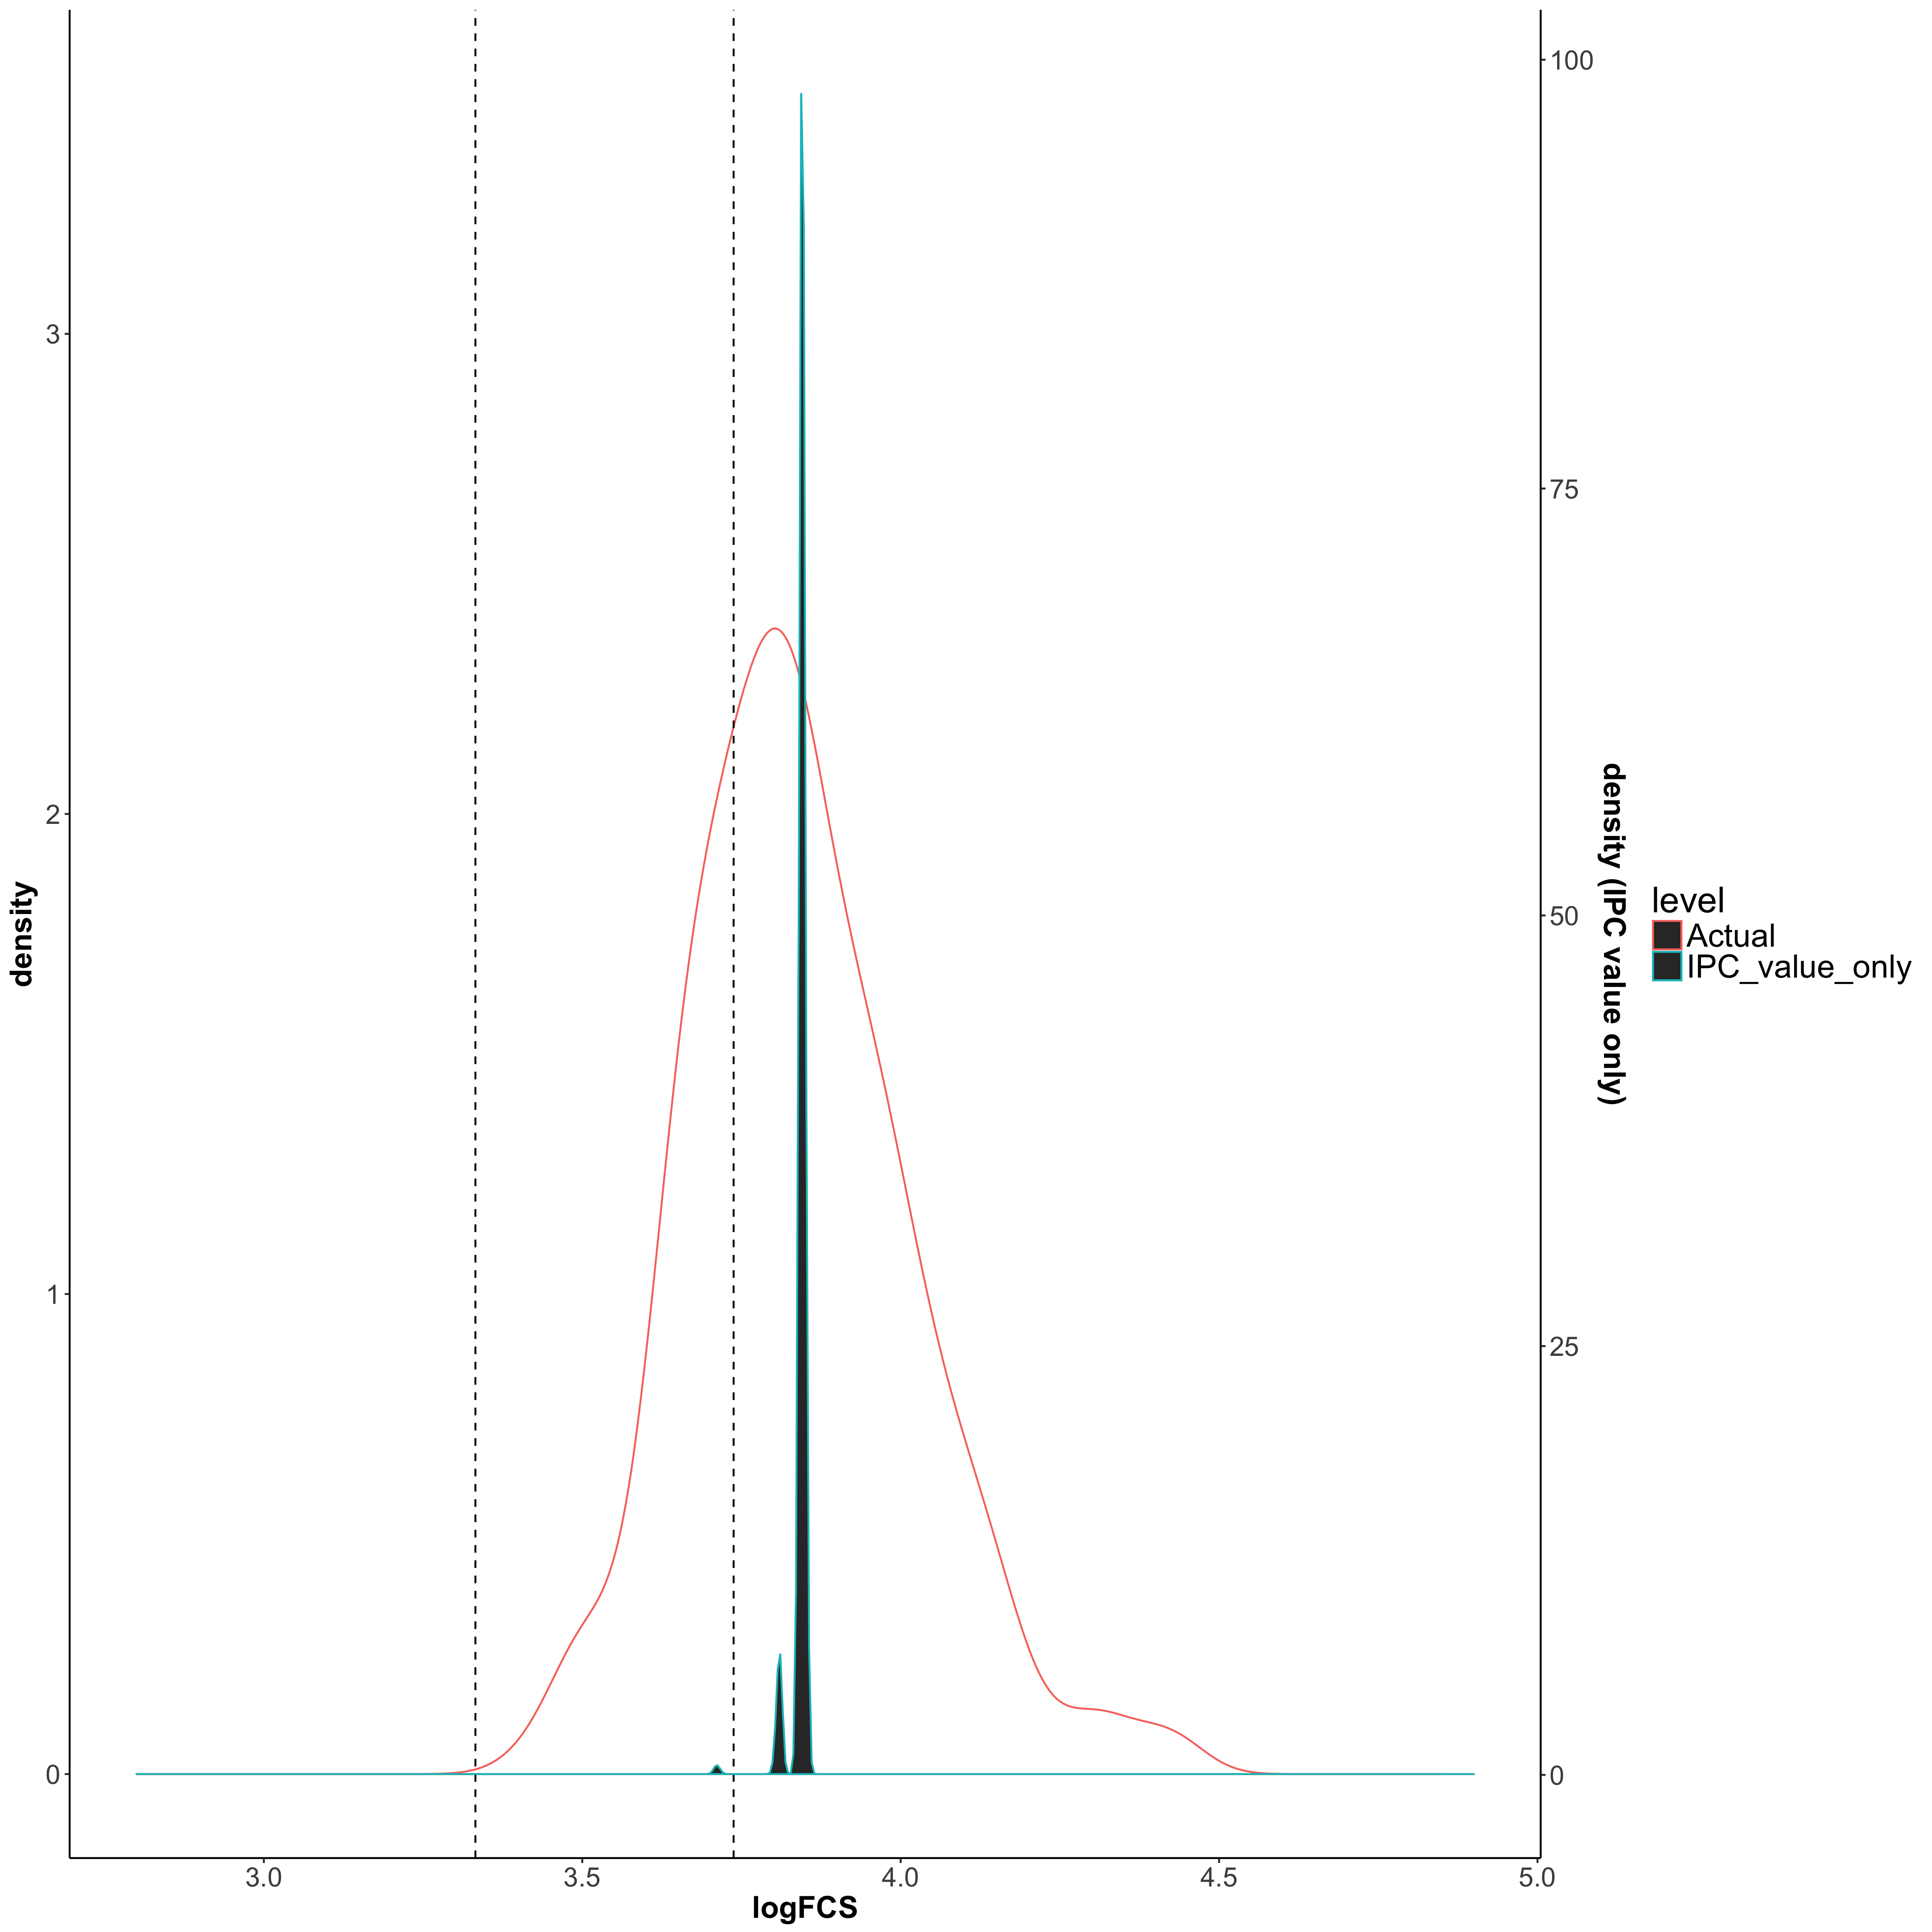 density
3
2
1
0
3.0
3.5
4.0
4.5
5.0
logFCS
100
75
50
25
0
density (IPC value only)
level
Actual
IPC_value_only